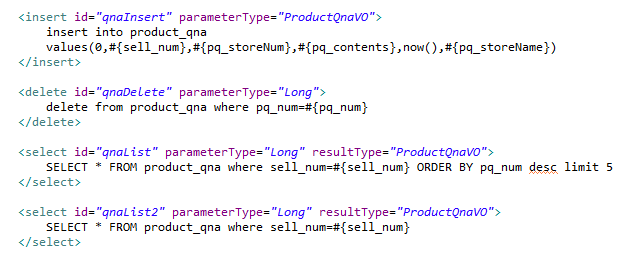 <insert id="qnaInsert" parameterType="ProductQnaVO">
insert into product_qna
values(0,#{sell_num},#{pq_storeNum},#{pq_contents},now(),#{pq_storeName})
</insert>
<delete id="qnaDelete" parameterType="Long">
delete from product_qna where pq_num=#{pq_num}
</delete>
<select id="qnaList" parameterType="Long" resultType="ProductQnaVO">
SELECT * FROM product_qna where sell_num=#{sell_num} ORDER BY pq_num desc limit 5
</select>
<select id="qnaList2" parameterType="Long" resultType="ProductQnaVO">
SELECT * FROM product_qna where sell_num=#{sell_num}
</select>